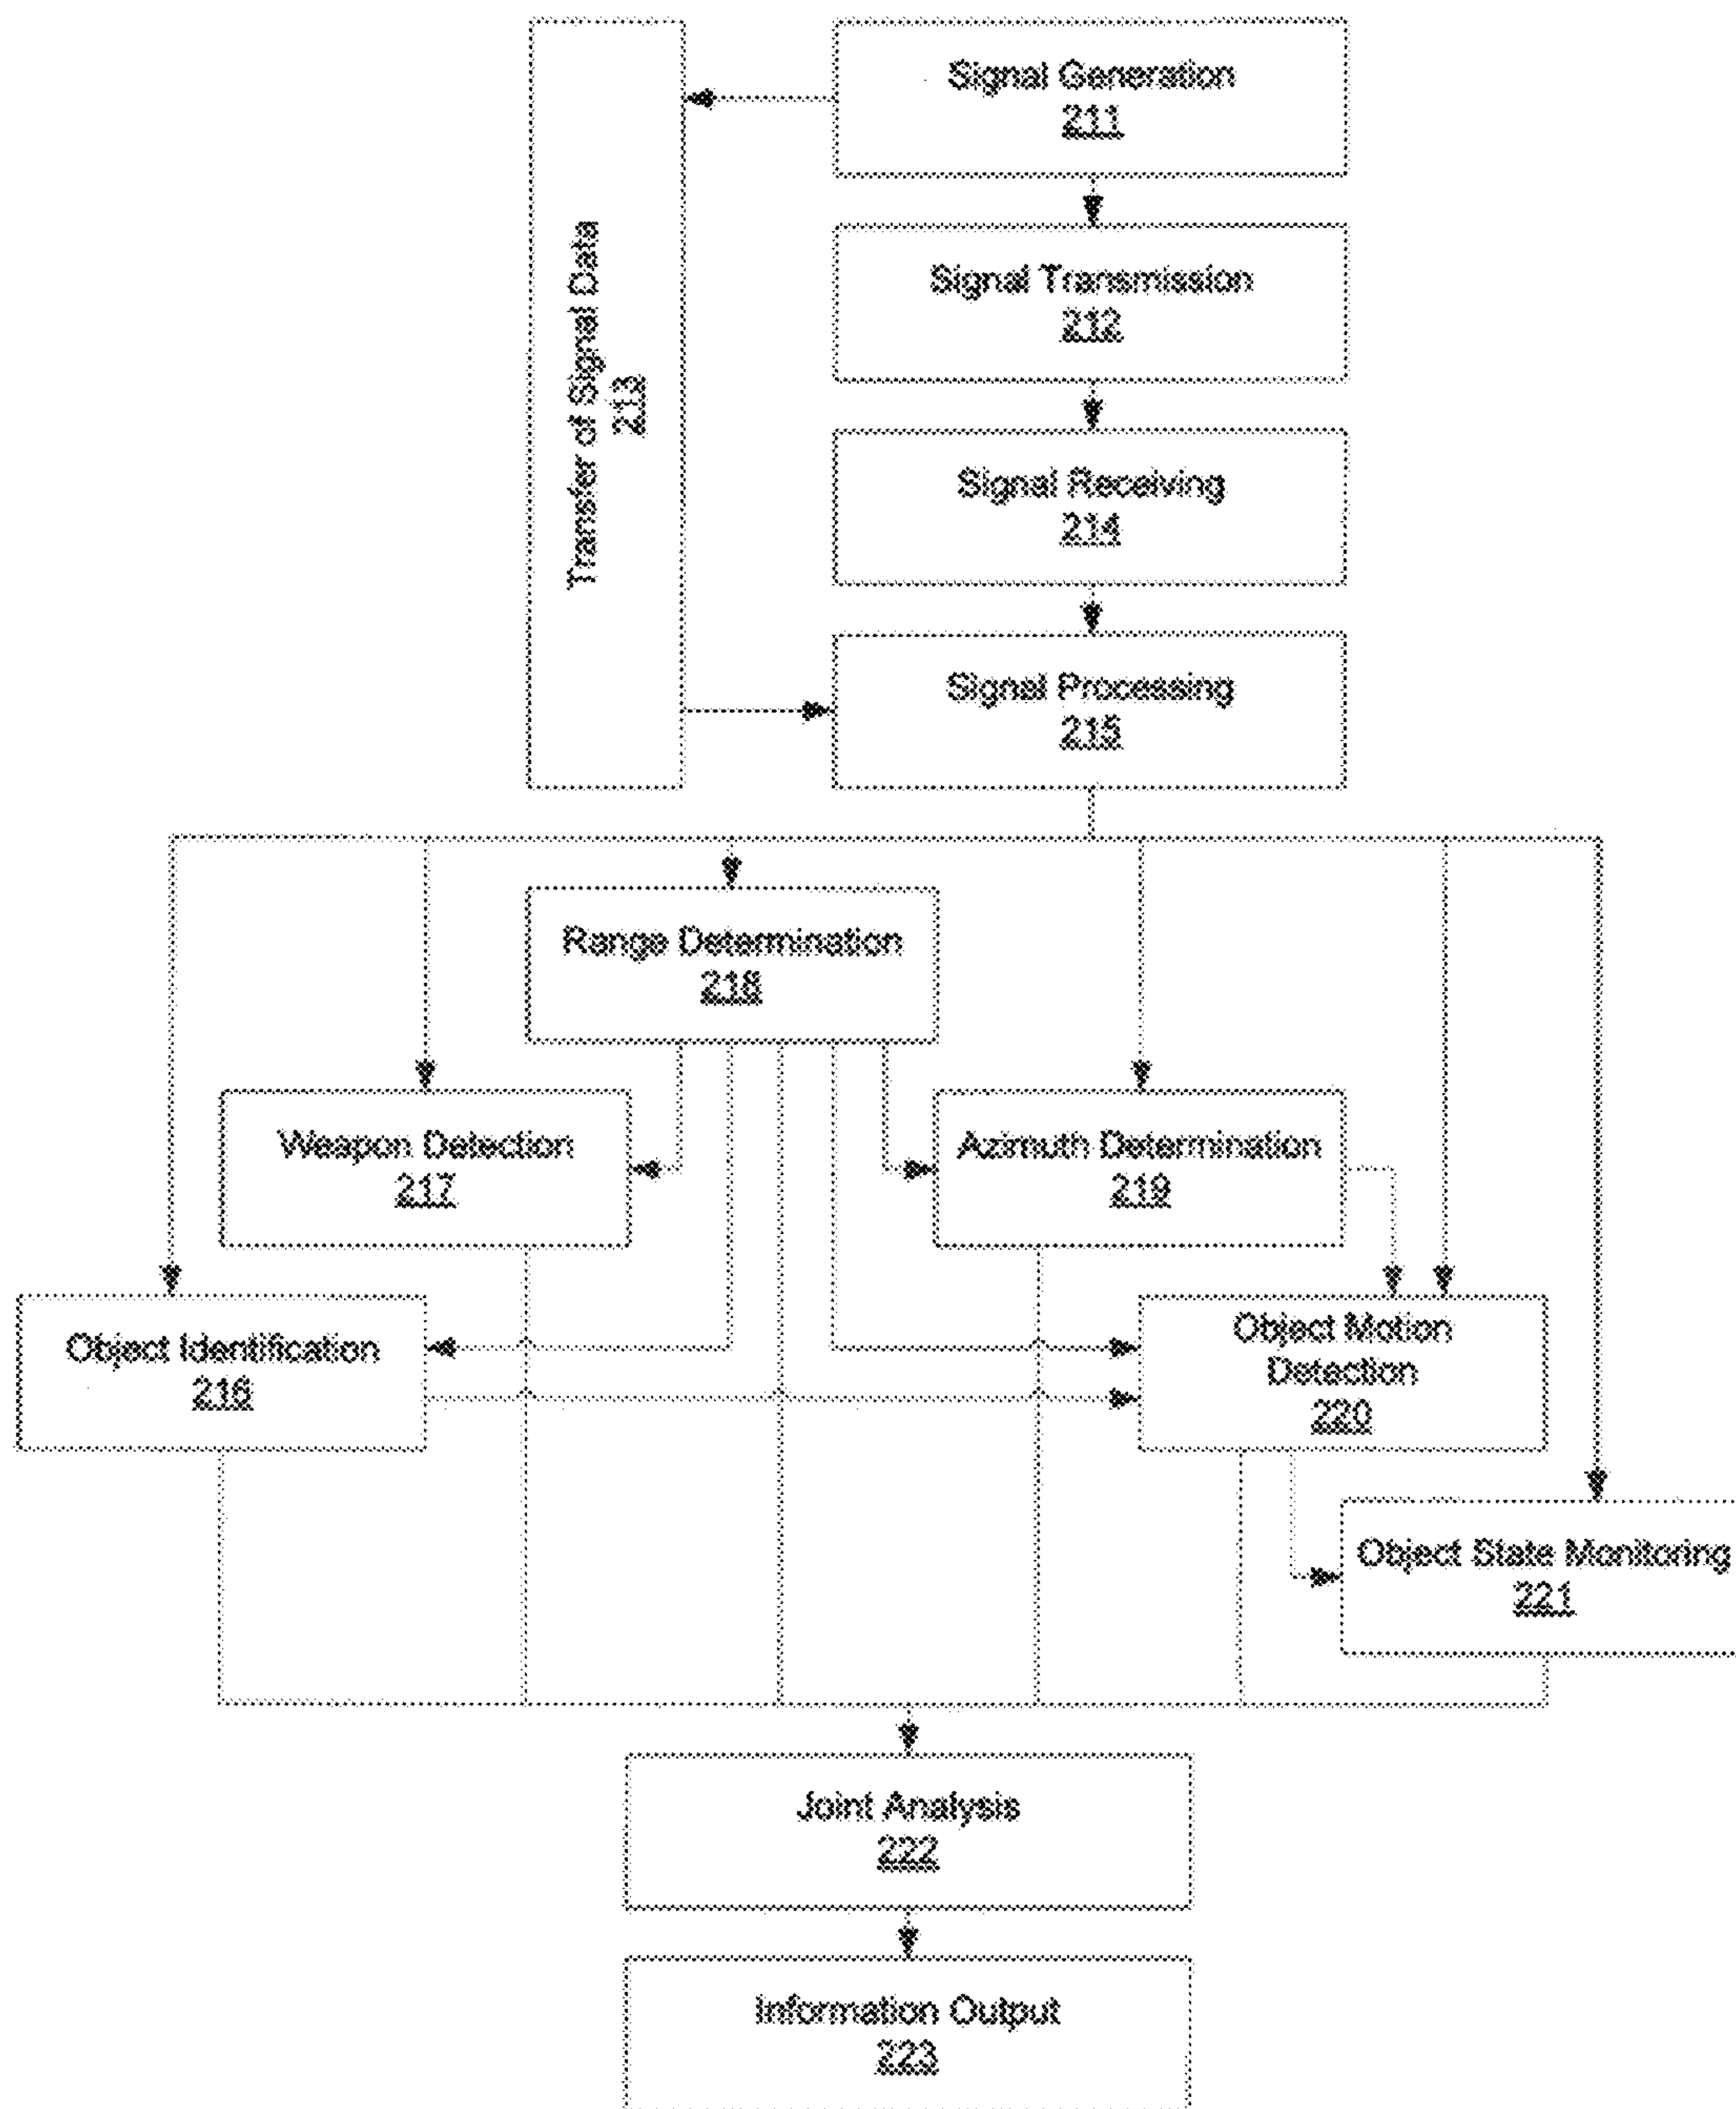 Signal Generation
211
Signal Transmission
212
Transfer of Signal Data
213
Signal Receiving
214
Signal Processing
215
Range Determination
218
Weapon Detection
217
Azimuth Determination
219
Object Identification
216
Object Motion
Detection
220
Object State Monitoring
221
Joint Analysis
222
Information Output
223